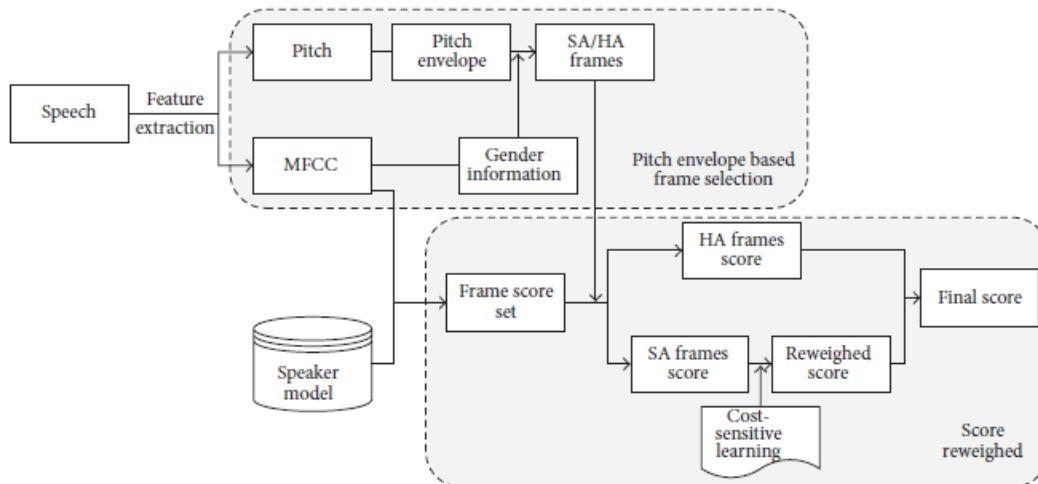 Speech
Feature
extraction
Pitch
Pitch
envelope
SA/HA
frames
MFCC
Gender
information
Pitch envelope based
frame selection
HA frames
score
Frame score
set
Final score
Speaker
model
SA frames
score
Reweighed
score
Cost-
sensitive
learning
Score
reweighed